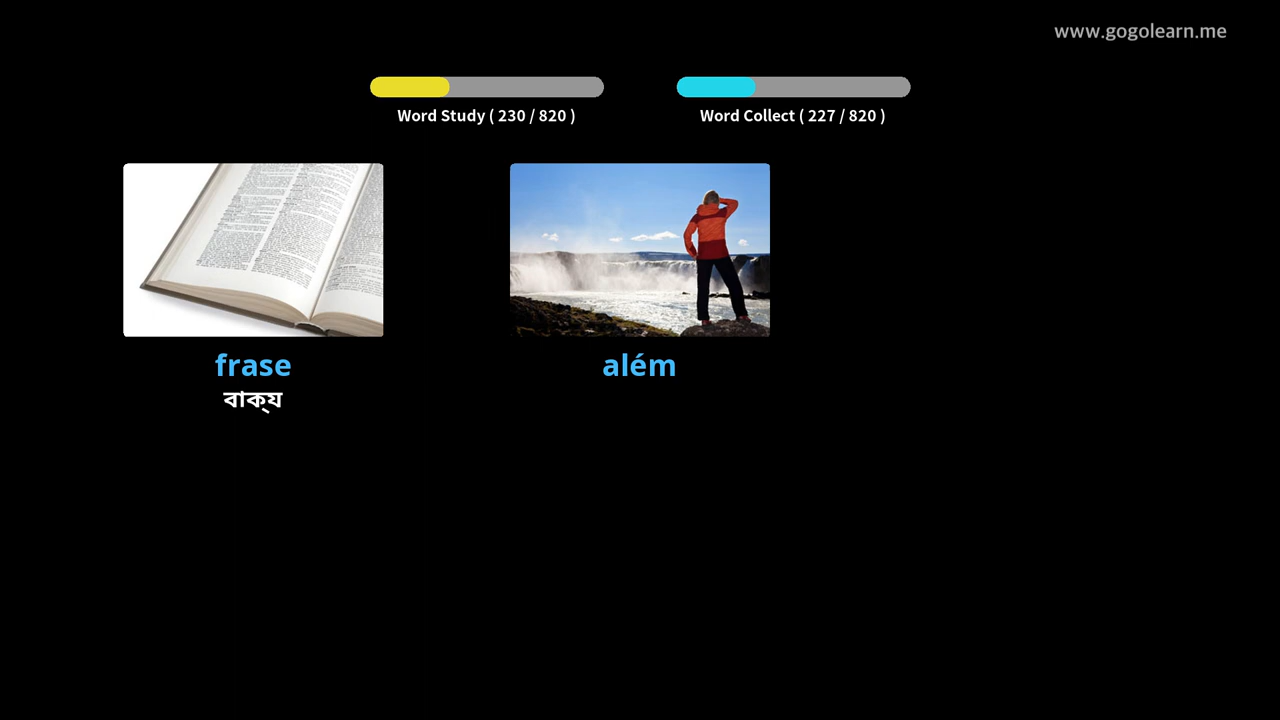 www.gogolearn.me
Word Study ( 230 / 820 )
Word Collect ( 227 / 820 )
frase
além
বাক্য